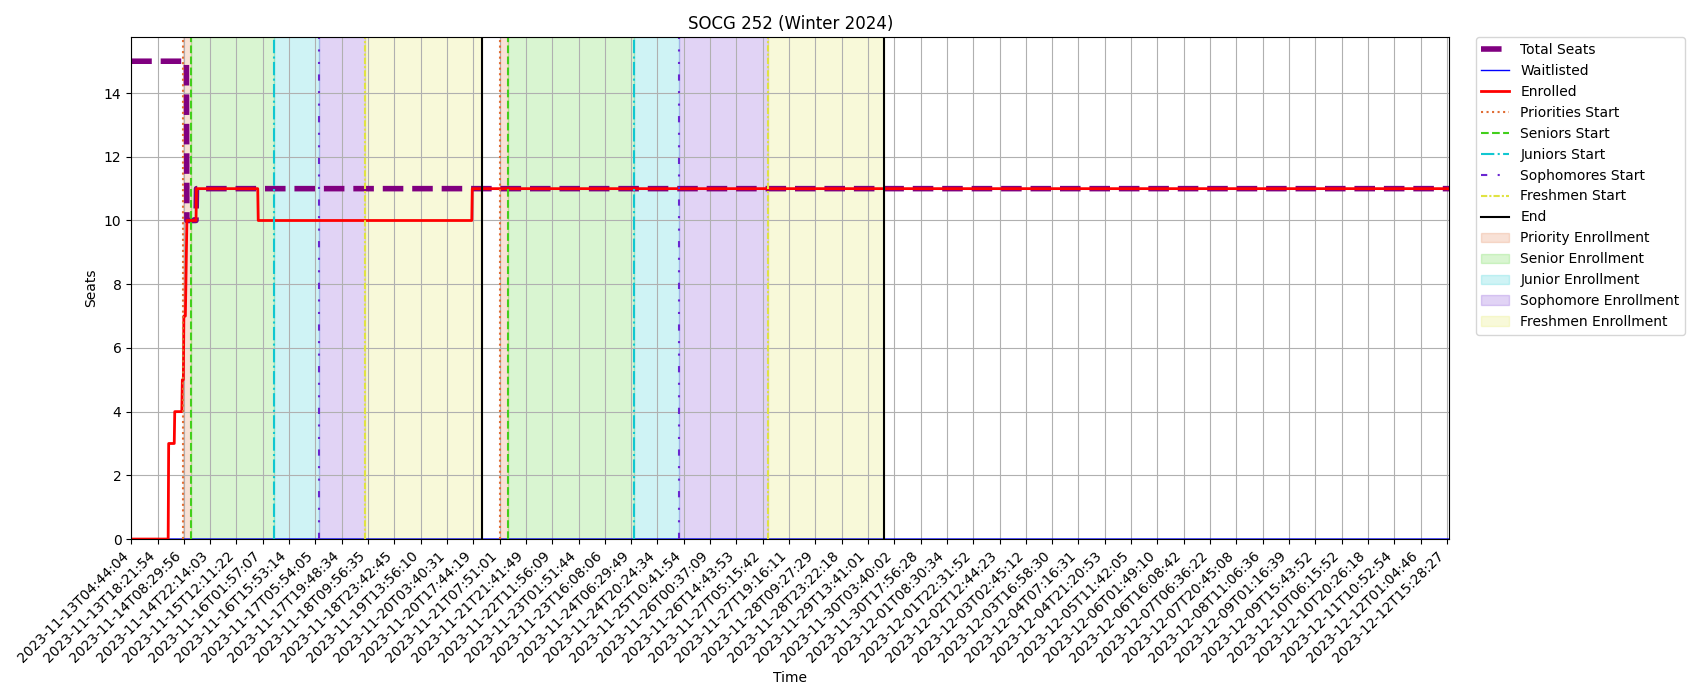 SOCG 252 (Winter 2024)
Seats
14
12
10
8
6
4
2
0
2023-11-13T04:44:04
2023-11-13T18:21:54
2023-11-14T08:29:56
2023-11-14T22:14:03
2023-11-15T12:11:22
2023-11-16T01:57:07
2023-11-16T15:53:14
2023-11-17T05:54:05
2023-11-17T19:48:34
2023-11-18T09:56:35
2023-11-18T23:42:45
2023-11-19T13:56:10
2023-11-20T03:40:31
2023-11-20T17:44:19
2023-11-21T07:51:01
2023-11-21T21:41:49
2023-11-22T11:56:09
2023-11-23T01:51:44
2023-11-23T16:08:06
2023-11-24T06:29:49
2023-11-24T20:24:34
2023-11-25T10:41:54
2023-11-26T00:37:09
2023-11-26T14:43:53
2023-11-27T05:15:42
2023-11-27T19:16:11
2023-11-28T09:27:29
2023-11-28T23:22:18
2023-11-29T13:41:01
2023-11-30T03:40:02
2023-11-30T17:56:28
2023-12-01T08:30:34
2023-12-01T22:31:52
2023-12-02T12:44:23
2023-12-03T02:45:12
2023-12-03T16:58:30
2023-12-04T07:16:31
2023-12-04T21:20:53
2023-12-05T11:42:05
2023-12-06T01:49:10
2023-12-06T16:08:42
2023-12-07T06:36:22
2023-12-07T20:45:08
2023-12-08T11:06:36
2023-12-09T01:16:39
2023-12-09T15:43:52
2023-12-10T06:15:52
2023-12-10T20:26:18
2023-12-11T10:52:54
2023-12-12T01:04:46
2023-12-12T15:28:27
Time
Total Seats
Waitlisted
Enrolled
Priorities Start
Seniors Start
Juniors Start
Sophomores Start
Freshmen Start
End
Priority Enrollment
Senior Enrollment
Junior Enrollment
Sophomore Enrollment
Freshmen Enrollment